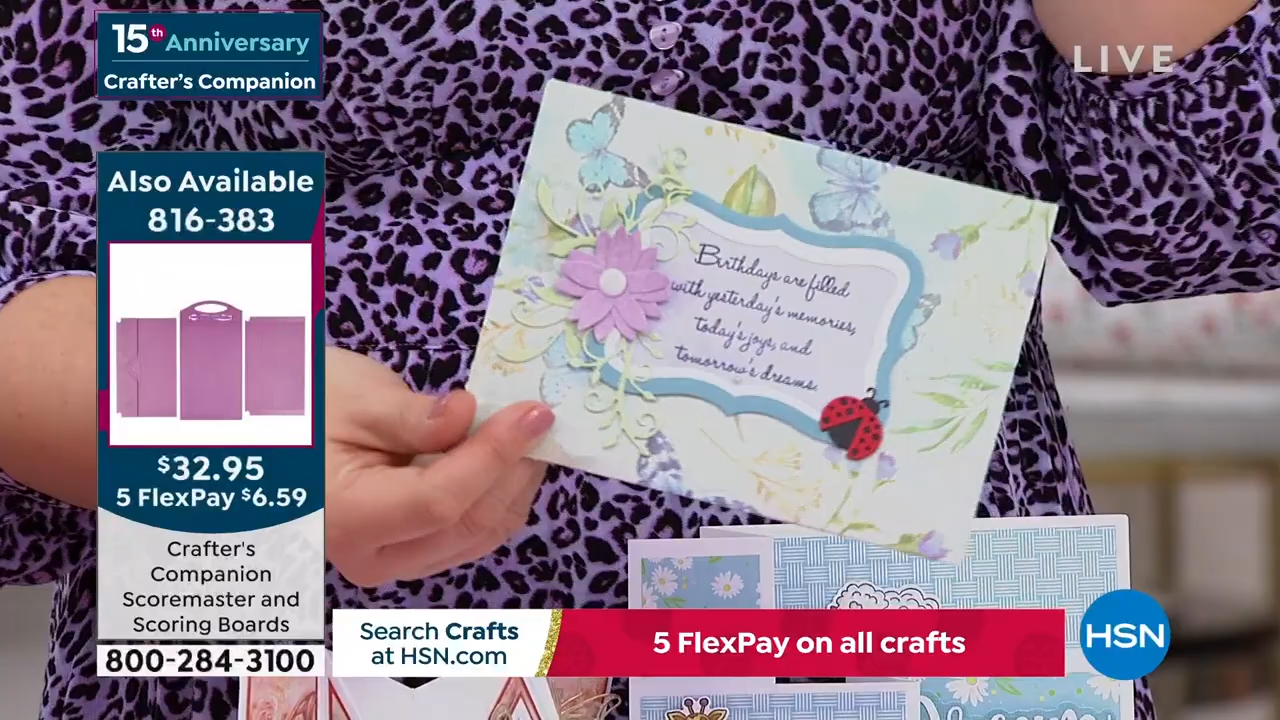 15th Anniversary
Crafter's Companion
LIVE
Also Available
816-383
$32.95
5 FlexPay $6.59
Crafter's
Companion
Scoremaster and
Scoring Boards
800-284-3100
Birthdays are filled
with yesterday's memories,
today's joys, and
tomorrow's dreams.
Search Crafts
at HSN.com
5 FlexPay on all crafts
HSN